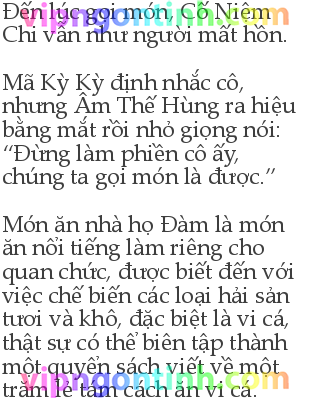 Đến lúc gọi món, Cố Niệm
Chi vẫn như người mất hồn.
Mã Kỳ Kỳ định nhắc cô,
nhưng Âm Thế Hùng ra hiệu
bằng mắt rồi nhỏ giọng nói:
“Đừng làm phiền cô ấy,
chúng ta gọi món là được.”
Món ăn nhà họ Đàm là món
ăn nổi tiếng làm riêng cho
quan chức, được biết đến với
việc chế biến các loại hải sản
tươi và khô, đặc biệt là vi cá,
thật sự có thể biên tập thành
một quyển sách viết về một
trăm lẻ tám cách ăn vi cá.
vipngontinh.com
vipngontinh.com